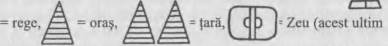 = rege, = oraș, = țară, = Zeu (acest ultim